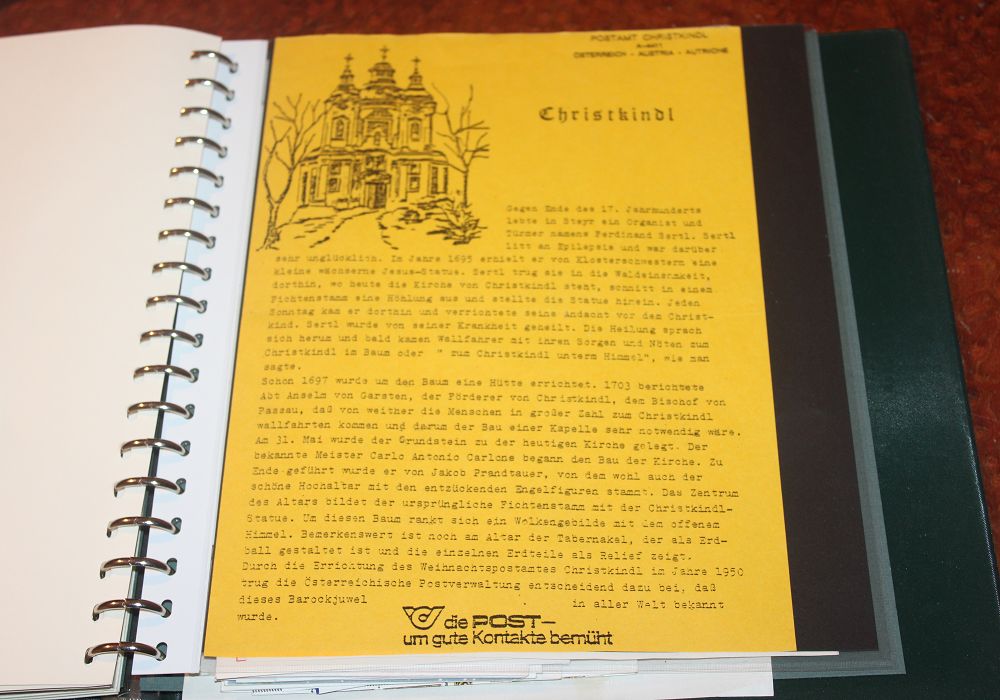 POSTAMT CHRISTKINDL
A-4411
ÖSTERREICH - AUSTRIA - AUTRICHE
Christkindl
Gegen Ende des 17. Jahrhunderts
lebte in Steyr ein Organist und
Türmer namens Ferdinand Sertl. Sertl
litt an Epilepsie und war darüber
sehr unglücklich. Im Jahre 1695 erhielt er von Klosterschwestern eine
kleine wächserne Jesus-Statue. Sertl trug sie in die Waldeinsamkeit,
dorthin, wo heute die Kirche von Christkindl steht, schnitt in einem
Fichtenstamm eine Höhlung aus und stellte die Statue hinein. Jeden
Sonntag kam er dorthin und verrichtete seine Andacht vor dem Christ-
kind. Sertl wurde von seiner Krankheit geheilt. Die Heilung sprach
sich herum und bald kamen Wallfahrer mit ihren Sorgen und Nöten zum
Christkindl im Baum oder " zum Christkindl unterm Himmel", wie man
sagte.
Schon 1697 wurde um den Baum eine Hütte errichtet. 1703 berichtete
Abt Anselm von Garsten, der Förderer von Christkindl, dem Bischof von
Passau, daß von weither die Menschen in großer Zahl zum Christkindl
wallfahrten kommen und darum der Bau einer Kapelle sehr notwendig wäre.
Am 31. Mai wurde der Grundstein zu der heutigen Kirche gelegt. Der
bekannte Meister Carlo Antonio Carlone begann den Bau der Kirche. Zu
Ende geführt wurde er von Jakob Prandtauer, von dem wohl auch der
schöne Hochaltar mit den entzückenden Engelfiguren stammt. Das Zentrum
des Altars bildet der ursprüngliche Fichtenstamm mit der Christkindl-
Statue. Um diesen Baum rankt sich ein Wolkengebilde mit dem offenem
Himmel. Bemerkenswert ist noch am Altar der Tabernakel, der als Erd-
ball gestaltet ist und die einzelnen Erdteile als Relief zeigt.
Durch die Errichtung des Weihnachtspostamtes Christkindl im Jahre 1950
trug die Österreichische Postverwaltung entscheidend dazu bei, daß
dieses Barockjuwel in aller Welt bekannt
wurde.
die POST–
um gute Kontakte bemüht